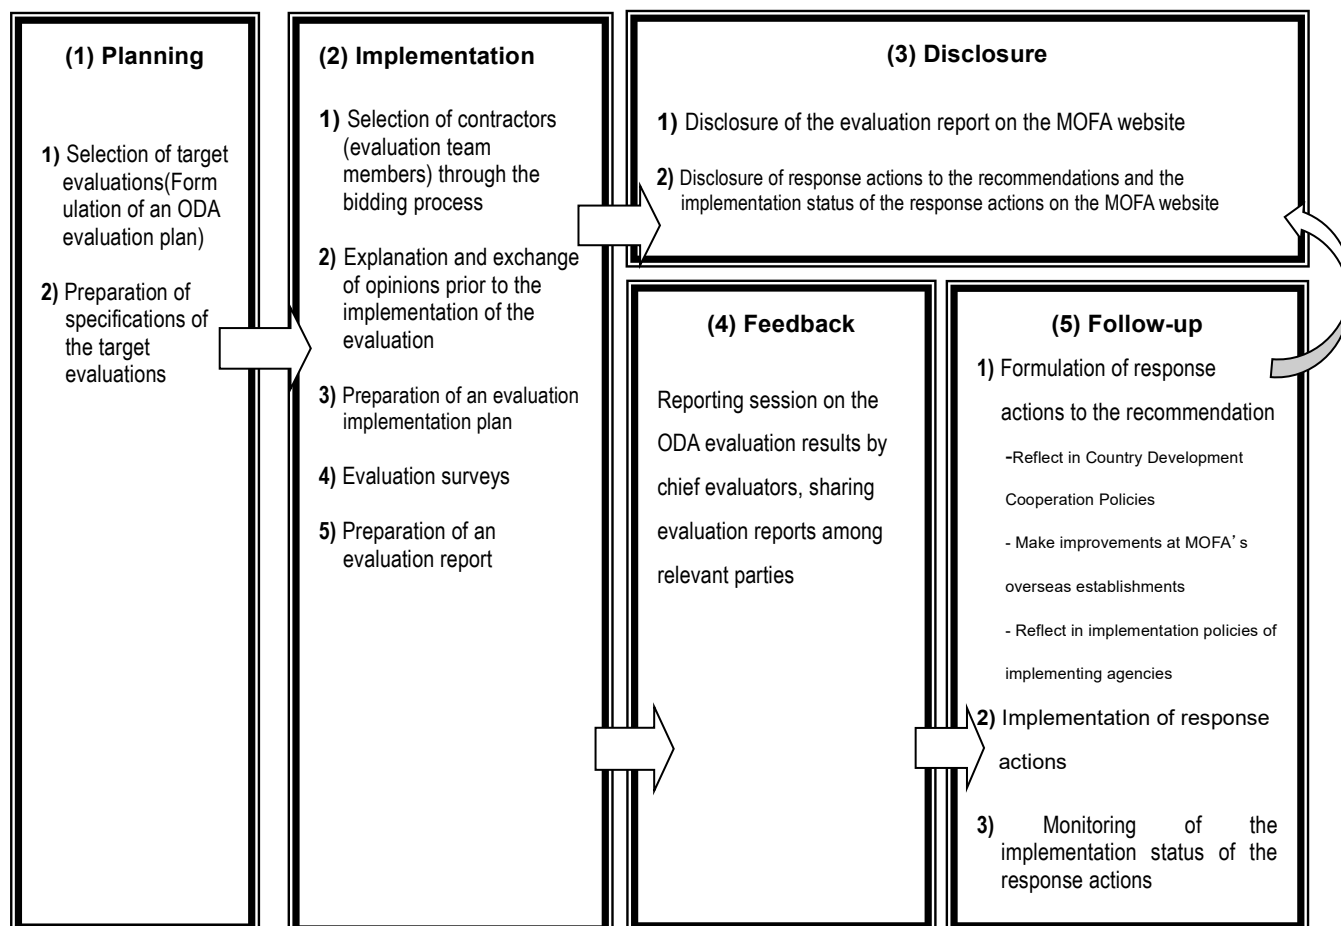 (1) Planning
1) Selection of target
evaluations(Form
ulation of an ODA
evaluation plan)
2) Preparation of
specifications of
the target
evaluations
(2) Implementation
1) Selection of contractors
(evaluation team
members) through the
bidding process
2) Explanation and exchange
of opinions prior to the
implementation of the
evaluation
3) Preparation of an evaluation
implementation plan
4) Evaluation surveys
5) Preparation of an
evaluation report
(3) Disclosure
1) Disclosure of the evaluation report on the MOFA website
2) Disclosure of response actions to the recommendations and the
implementation status of the response actions on the MOFA website
(4) Feedback
Reporting session on the
ODA evaluation results by
chief evaluators, sharing
evaluation reports among
relevant parties
(5) Follow-up
1) Formulation of response
actions to the recommendation
-Reflect in Country Development
Cooperation Policies
- Make improvements at MOFA’s
overseas establishments
- Reflect in implementation policies of
implementing agencies
2) Implementation of response
actions
3) Monitoring of the
implementation status of the
response actions